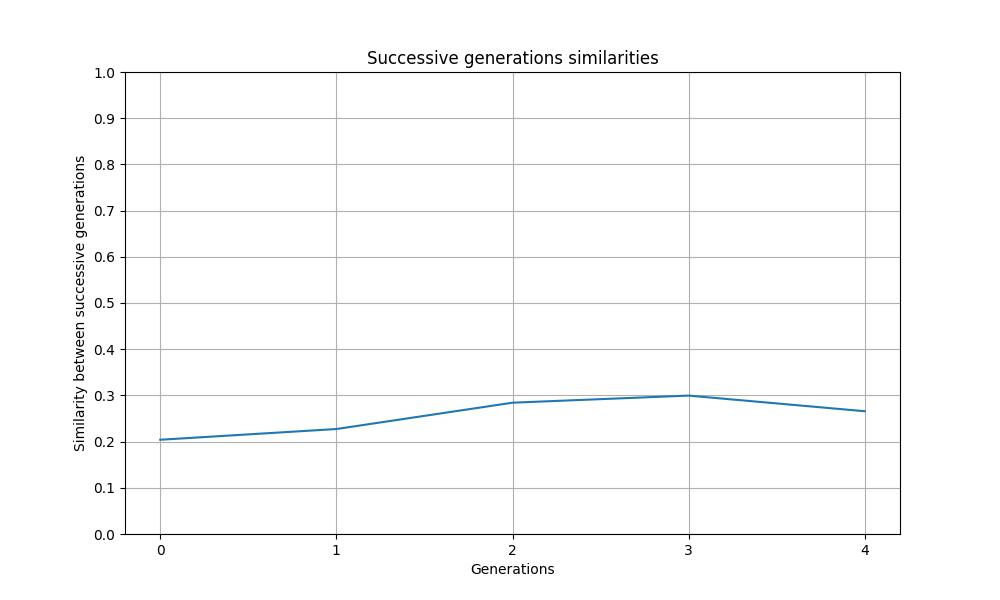 Successive generations similarities
Similarity between successive generations
1.0
0.9
0.8
0.7
0.6
0.5
0.4
0.3
0.2
0.1
0.0
0 1 2 3 4
Generations